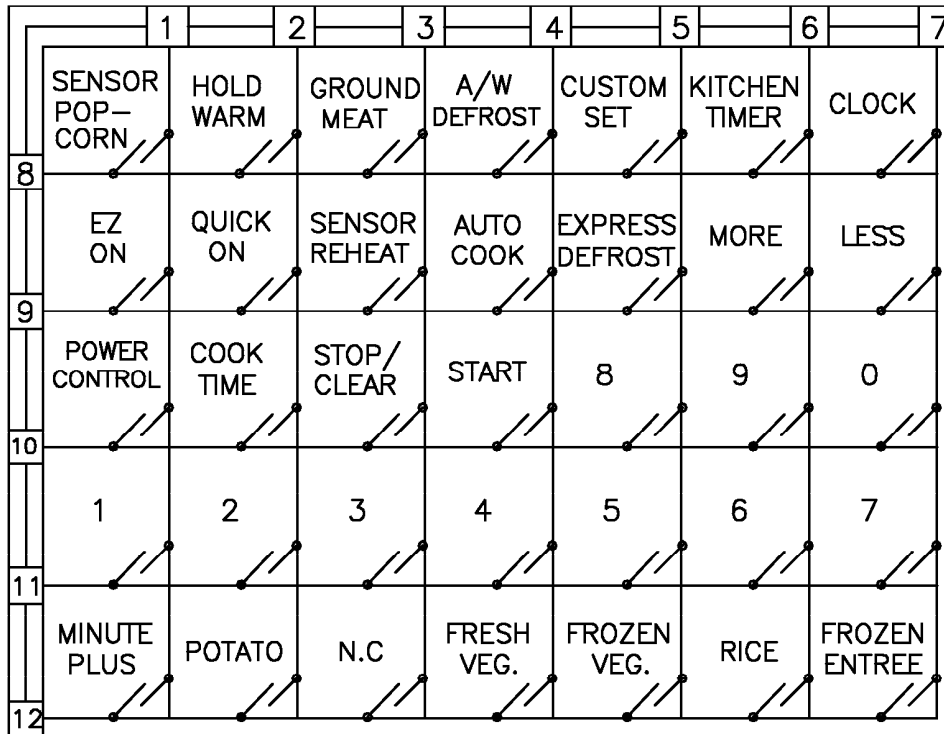 1 2 3 4 5 6 7
SENSOR
POP-
CORN
HOLD
WARM
GROUND
MEAT
A/W
DEFROST
CUSTOM
SET
KITCHEN
TIMER
CLOCK
8
EZ
ON
QUICK
ON
SENSOR
REHEAT
AUTO
COOK
EXPRESS
DEFROST
MORE
LESS
9
POWER
CONTROL
COOK
TIME
STOP/
CLEAR
START
8
9
0
10
1
2
3
4
5
6
7
11
MINUTE
PLUS
POTATO
N.C
FRESH
VEG.
FROZEN
VEG.
RICE
FROZEN
ENTREE
12